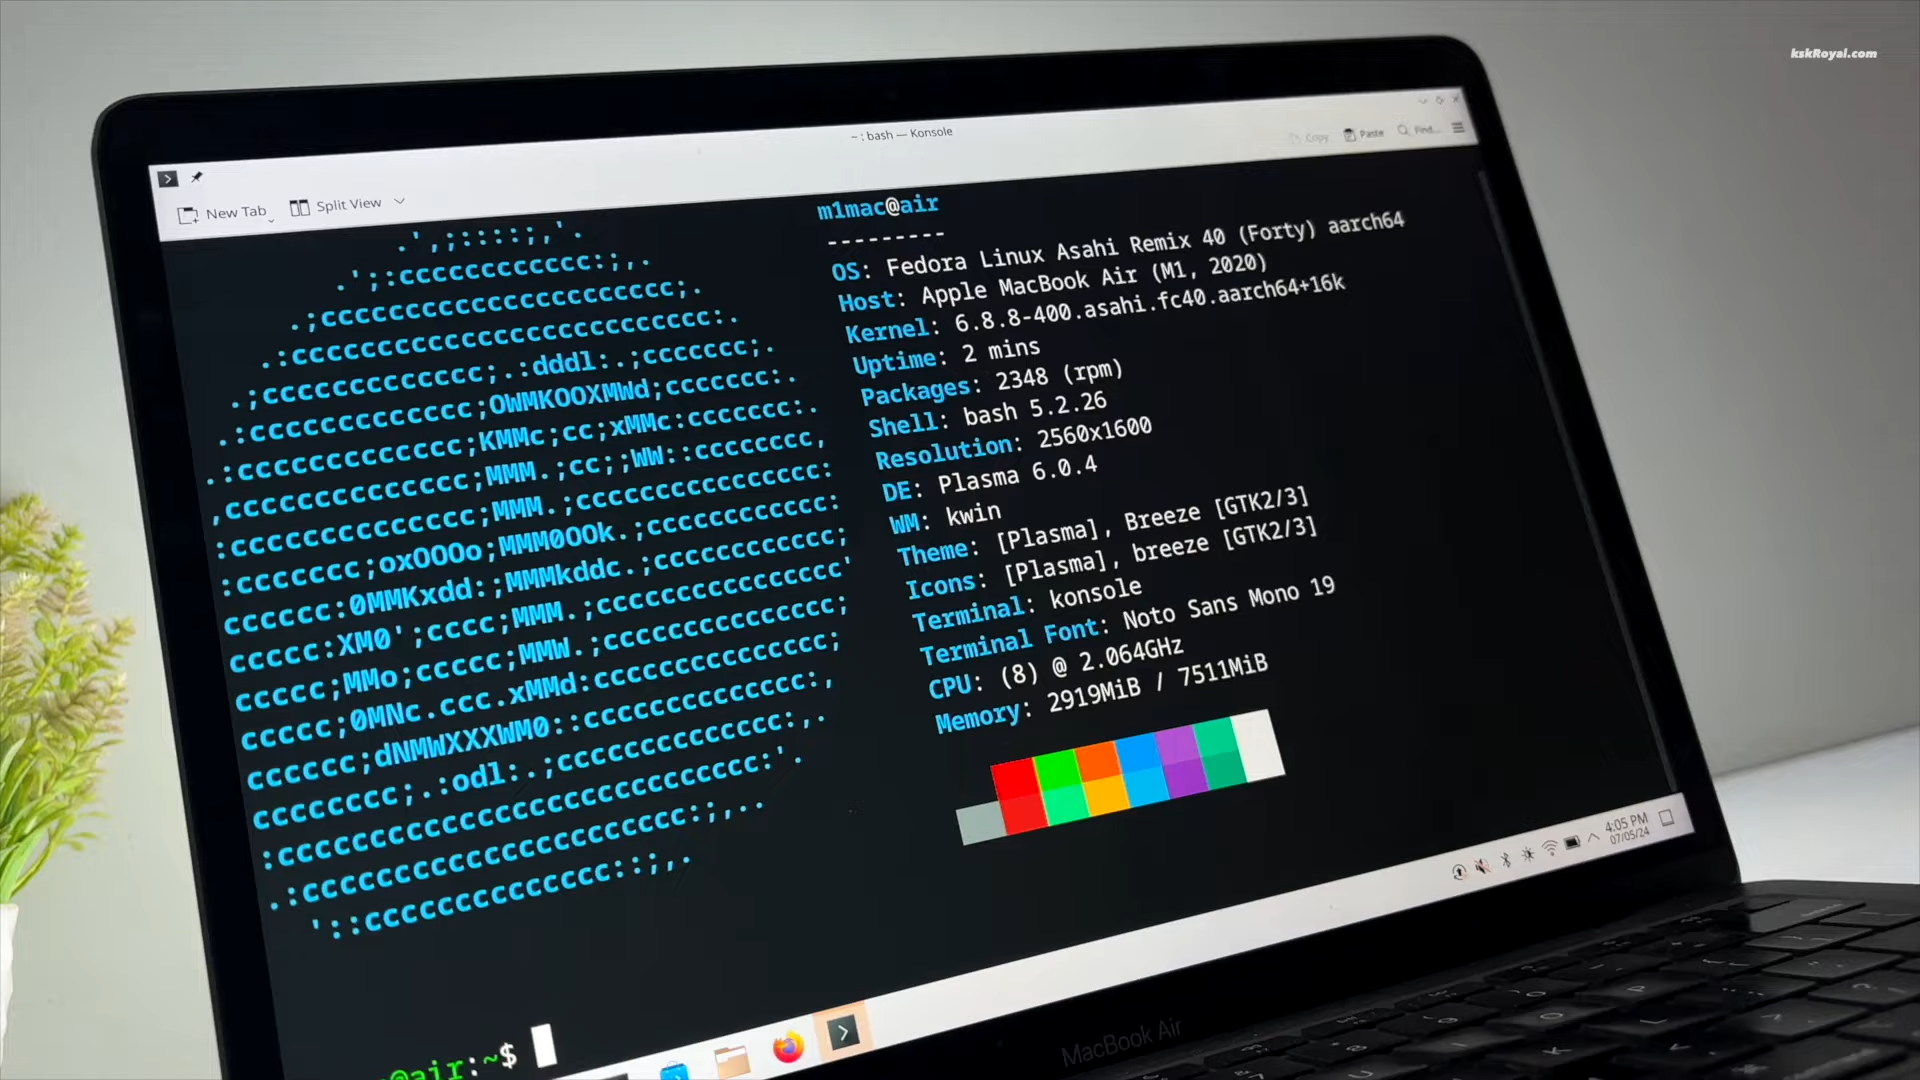 kskRoyal.com
~ : bash — Konsole
Copy Paste Find...
New Tab Split View
m1mac@air
---------
OS: Fedora Linux Asahi Remix 40 (Forty) aarch64
Host: Apple MacBook Air (M1, 2020)
Kernel: 6.8.8-400.asahi.fc40.aarch64+16k
Uptime: 2 mins
Packages: 2348 (rpm)
Shell: bash 5.2.26
Resolution: 2560x1600
DE: Plasma 6.0.4
WM: kwin
Theme: [Plasma], Breeze [GTK2/3]
Icons: [Plasma], breeze [GTK2/3]
Terminal: konsole
Terminal Font: Noto Sans Mono 19
CPU: (8) @ 2.064GHz
Memory: 2919MiB / 7511MiB
4:05 PM
07/05/24
@air:~$
MacBook Air